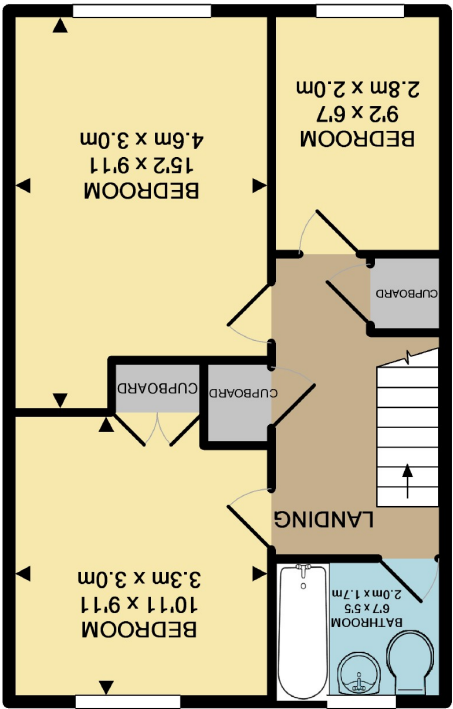 BATHROOM
6'7 x 5'5
2.0m x 1.7m
BEDROOM
10'11 x 9'11
3.3m x 3.0m
LANDING
CUPBOARD
CUPBOARD
CUPBOARD
BEDROOM
15'2 x 9'11
4.6m x 3.0m
BEDROOM
9'2 x 6'7
2.8m x 2.0m